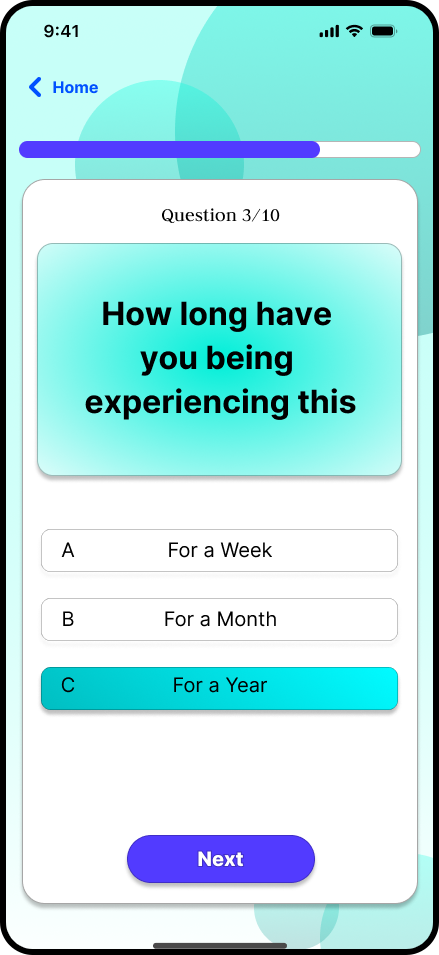 9:41
Home
Question 3/10
How long have
you being
experiencing this
A For a Week
B For a Month
C For a Year
Next